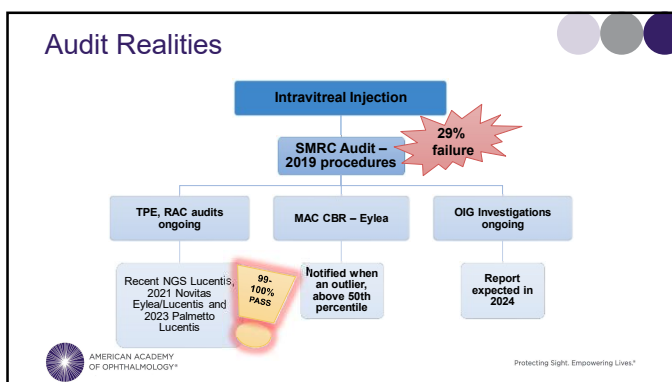 Audit Realities
Intravitreal Injection
SMRC Audit –
2019 procedures
29%
failure
TPE, RAC audits
ongoing
MAC CBR – Eylea
OIG Investigations
ongoing
Recent NGS Lucentis,
2021 Novitas
Eylea/Lucentis and
2023 Palmetto
Lucentis
99-
100%
PASS
Notified when
an outlier,
above 50th
percentile
Report
expected in
2024
AMERICAN ACADEMY
OF OPHTHALMOLOGY®
Protecting Sight. Empowering Lives.®